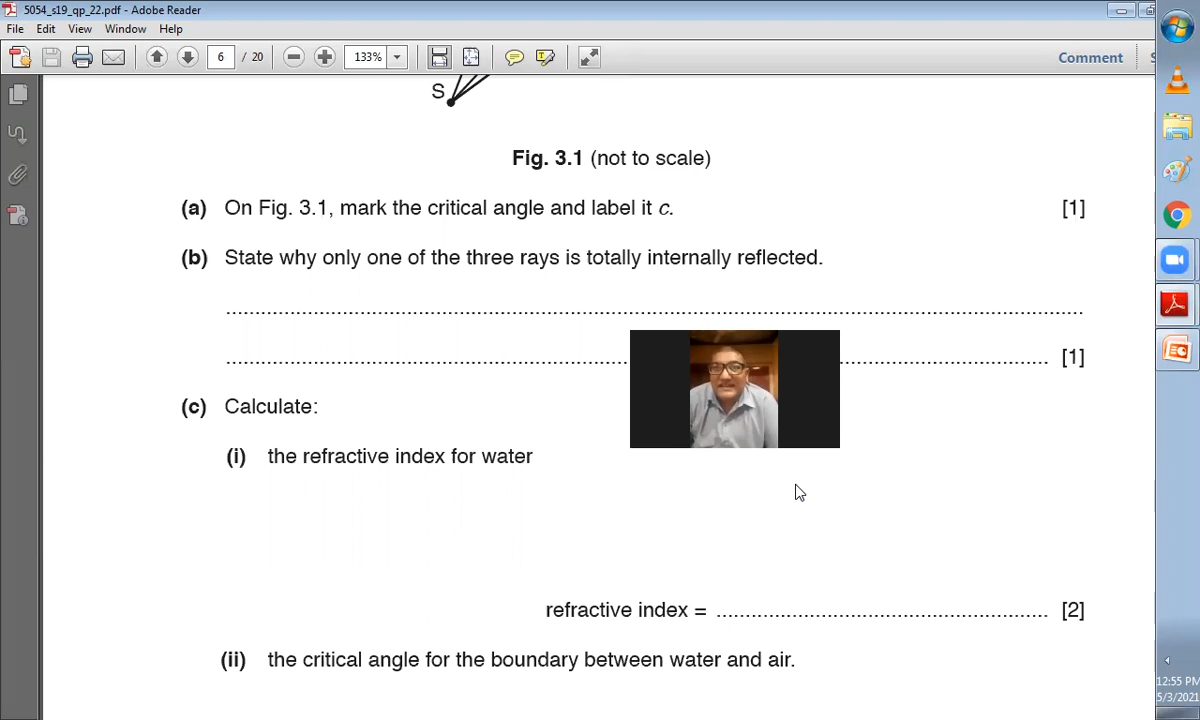 5054_s19_qp_22.pdf - Adobe Reader
File Edit View Window Help
6 / 20 133% Comment
S
Fig. 3.1 (not to scale)
(a) On Fig. 3.1, mark the critical angle and label it c. [1]
(b) State why only one of the three rays is totally internally reflected.
[1]
(c) Calculate:
(i) the refractive index for water
refractive index = [2]
(ii) the critical angle for the boundary between water and air.
12:55 PM
5/3/2021